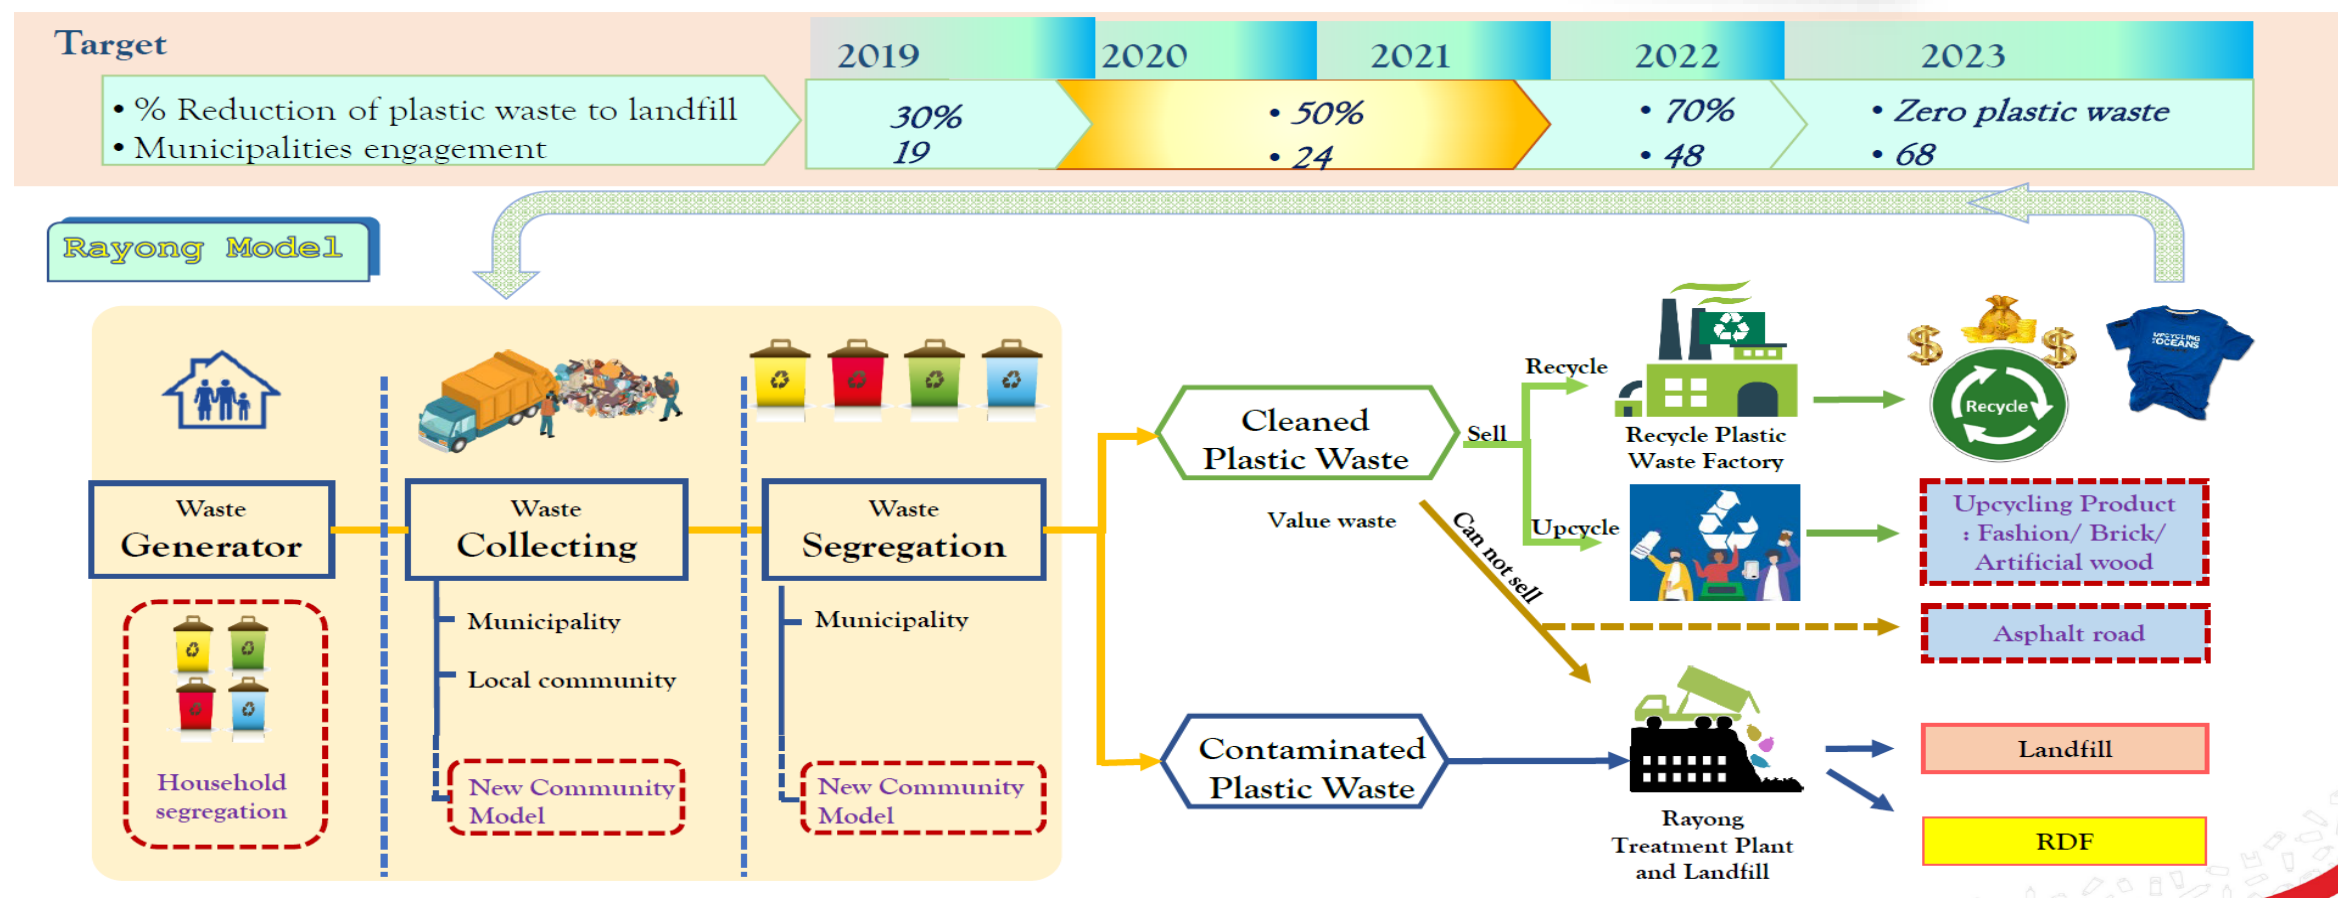 Target
2019
2020
2021
2022
2023
• % Reduction of plastic waste to landfill
• Municipalities engagement
30%
19
• 50%
• 24
• 70%
• 48
• Zero plastic waste
• 68
Rayong Model
Waste
Generator
Household
segregation
Waste
Collecting
Municipality
Local community
New Community
Model
Waste
Segregation
Municipality
New Community
Model
Cleaned
Plastic Waste
Value waste
Sell
Recycle
Upcycle
Can not sell
Contaminated
Plastic Waste
Recycle Plastic
Waste Factory
Rayong
Treatment Plant
and Landfill
Recycle
UPCYCLING
THE OCEANS
Upcycling Product
: Fashion/ Brick/
Artificial wood
Asphalt road
Landfill
RDF